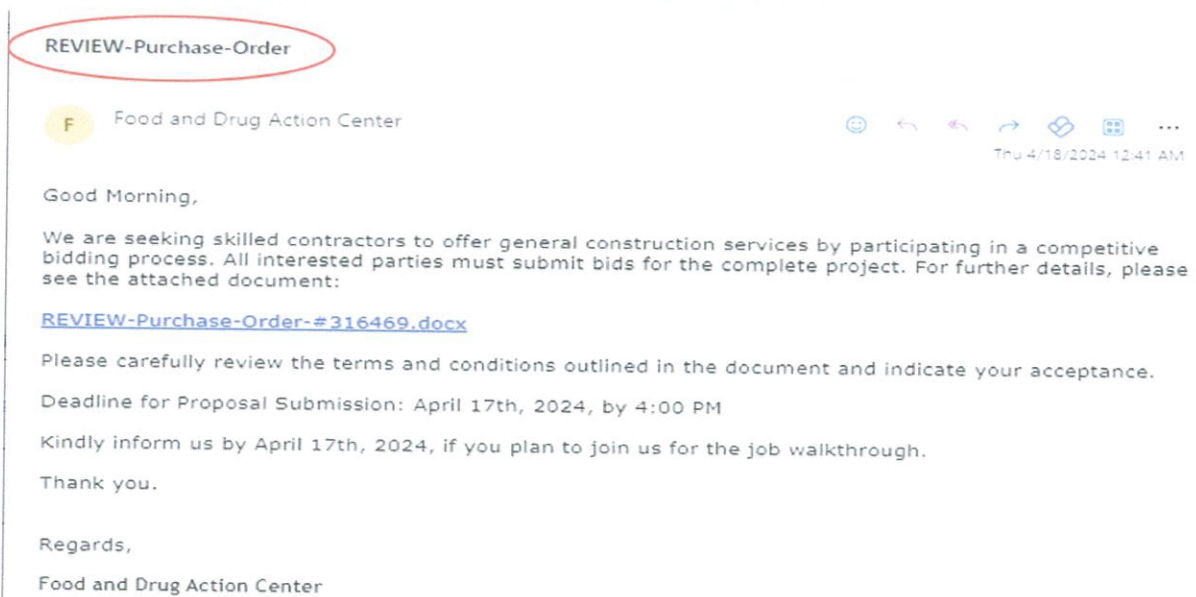 REVIEW-Purchase-Order
F
Food and Drug Action Center
Thu 4/18/2024 12:41 AM
Good Morning,
We are seeking skilled contractors to offer general construction services by participating in a competitive
bidding process. All interested parties must submit bids for the complete project. For further details, please
see the attached document:
REVIEW-Purchase-Order-#316469.docx
Please carefully review the terms and conditions outlined in the document and indicate your acceptance.
Deadline for Proposal Submission: April 17th, 2024, by 4:00 PM
Kindly inform us by April 17th, 2024, if you plan to join us for the job walkthrough.
Thank you.
Regards,
Food and Drug Action Center